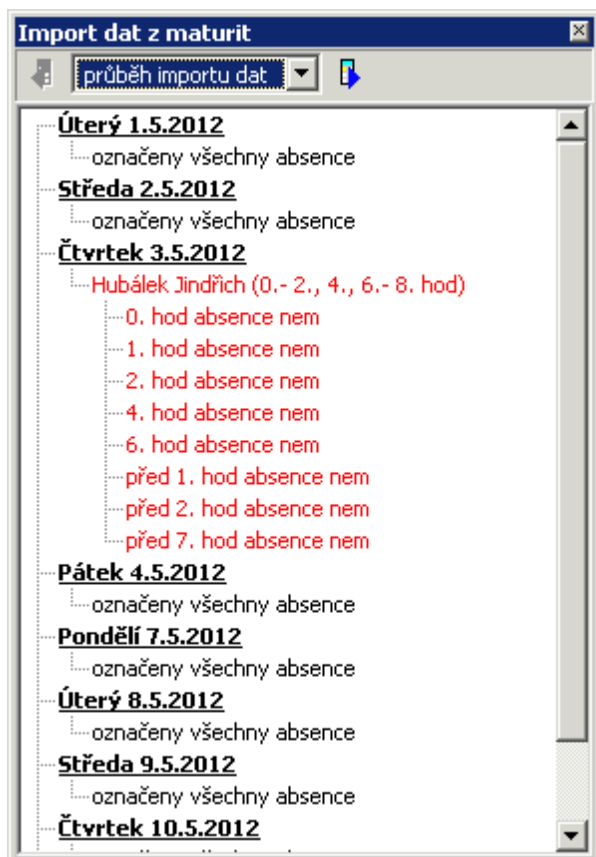 Import dat z maturit
průběh importu dat
Úterý 1.5.2012
označeny všechny absence
Středa 2.5.2012
označeny všechny absence
Čtvrtek 3.5.2012
Hubálek Jindřich (0.- 2., 4., 6.- 8. hod)
0. hod absence nem
1. hod absence nem
2. hod absence nem
4. hod absence nem
6. hod absence nem
před 1. hod absence nem
před 2. hod absence nem
před 7. hod absence nem
Pátek 4.5.2012
označeny všechny absence
Pondělí 7.5.2012
označeny všechny absence
Úterý 8.5.2012
označeny všechny absence
Středa 9.5.2012
označeny všechny absence
Čtvrtek 10.5.2012